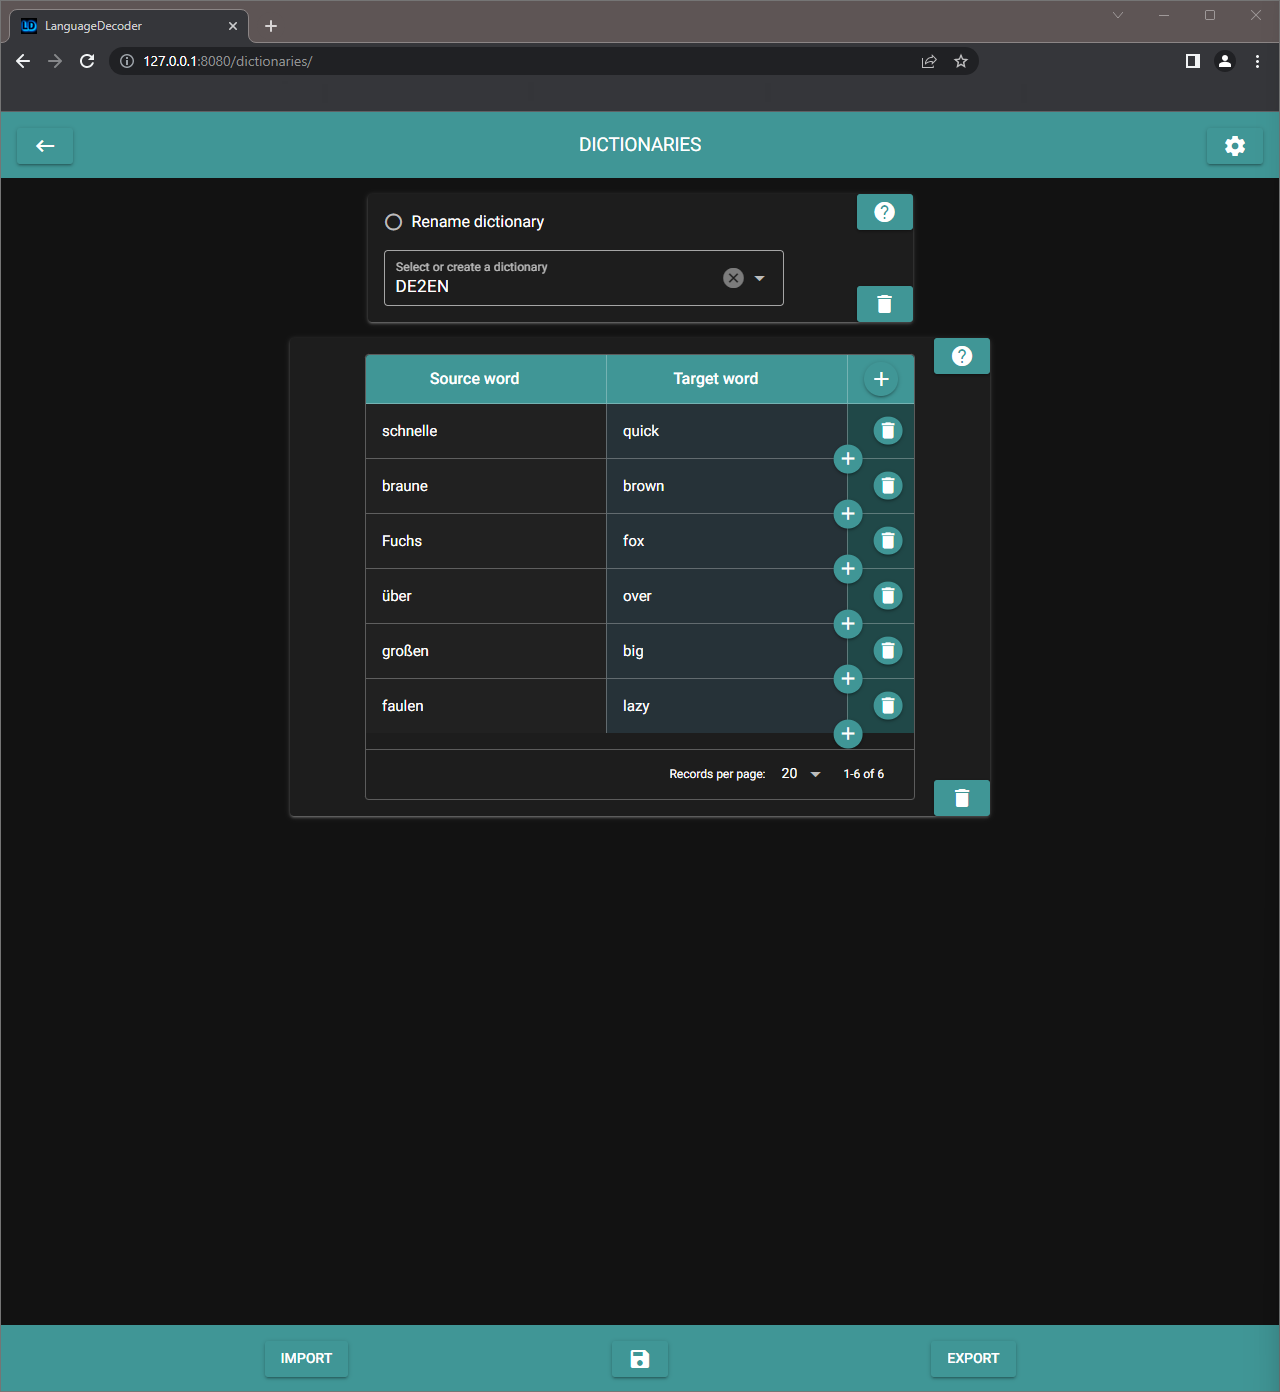 LD LanguageDecoder
127.0.0.1:8080/dictionaries/
DICTIONARIES
Rename dictionary
Select or create a dictionary
DE2EN
Source word Target word
schnelle quick
braune brown
Fuchs fox
über over
großen big
faulen lazy
Records per page: 20 1-6 of 6
IMPORT EXPORT